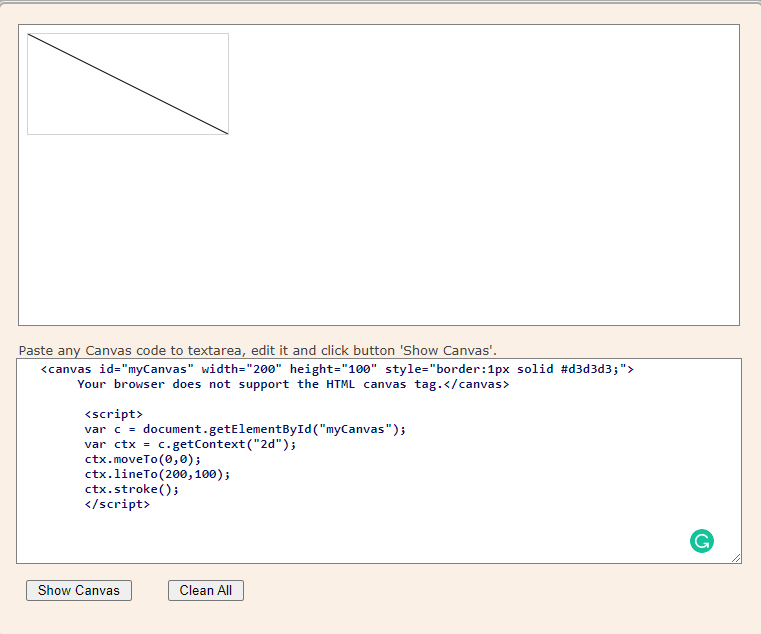 Paste any Canvas code to textarea, edit it and click button 'Show Canvas'.
<canvas id="myCanvas" width="200" height="100" style="border:1px solid #d3d3d3;">
Your browser does not support the HTML canvas tag.</canvas>
<script>
var c = document.getElementById("myCanvas");
var ctx = c.getContext("2d");
ctx.moveTo(0,0);
ctx.lineTo(200,100);
ctx.stroke();
</script>
Show Canvas Clean All